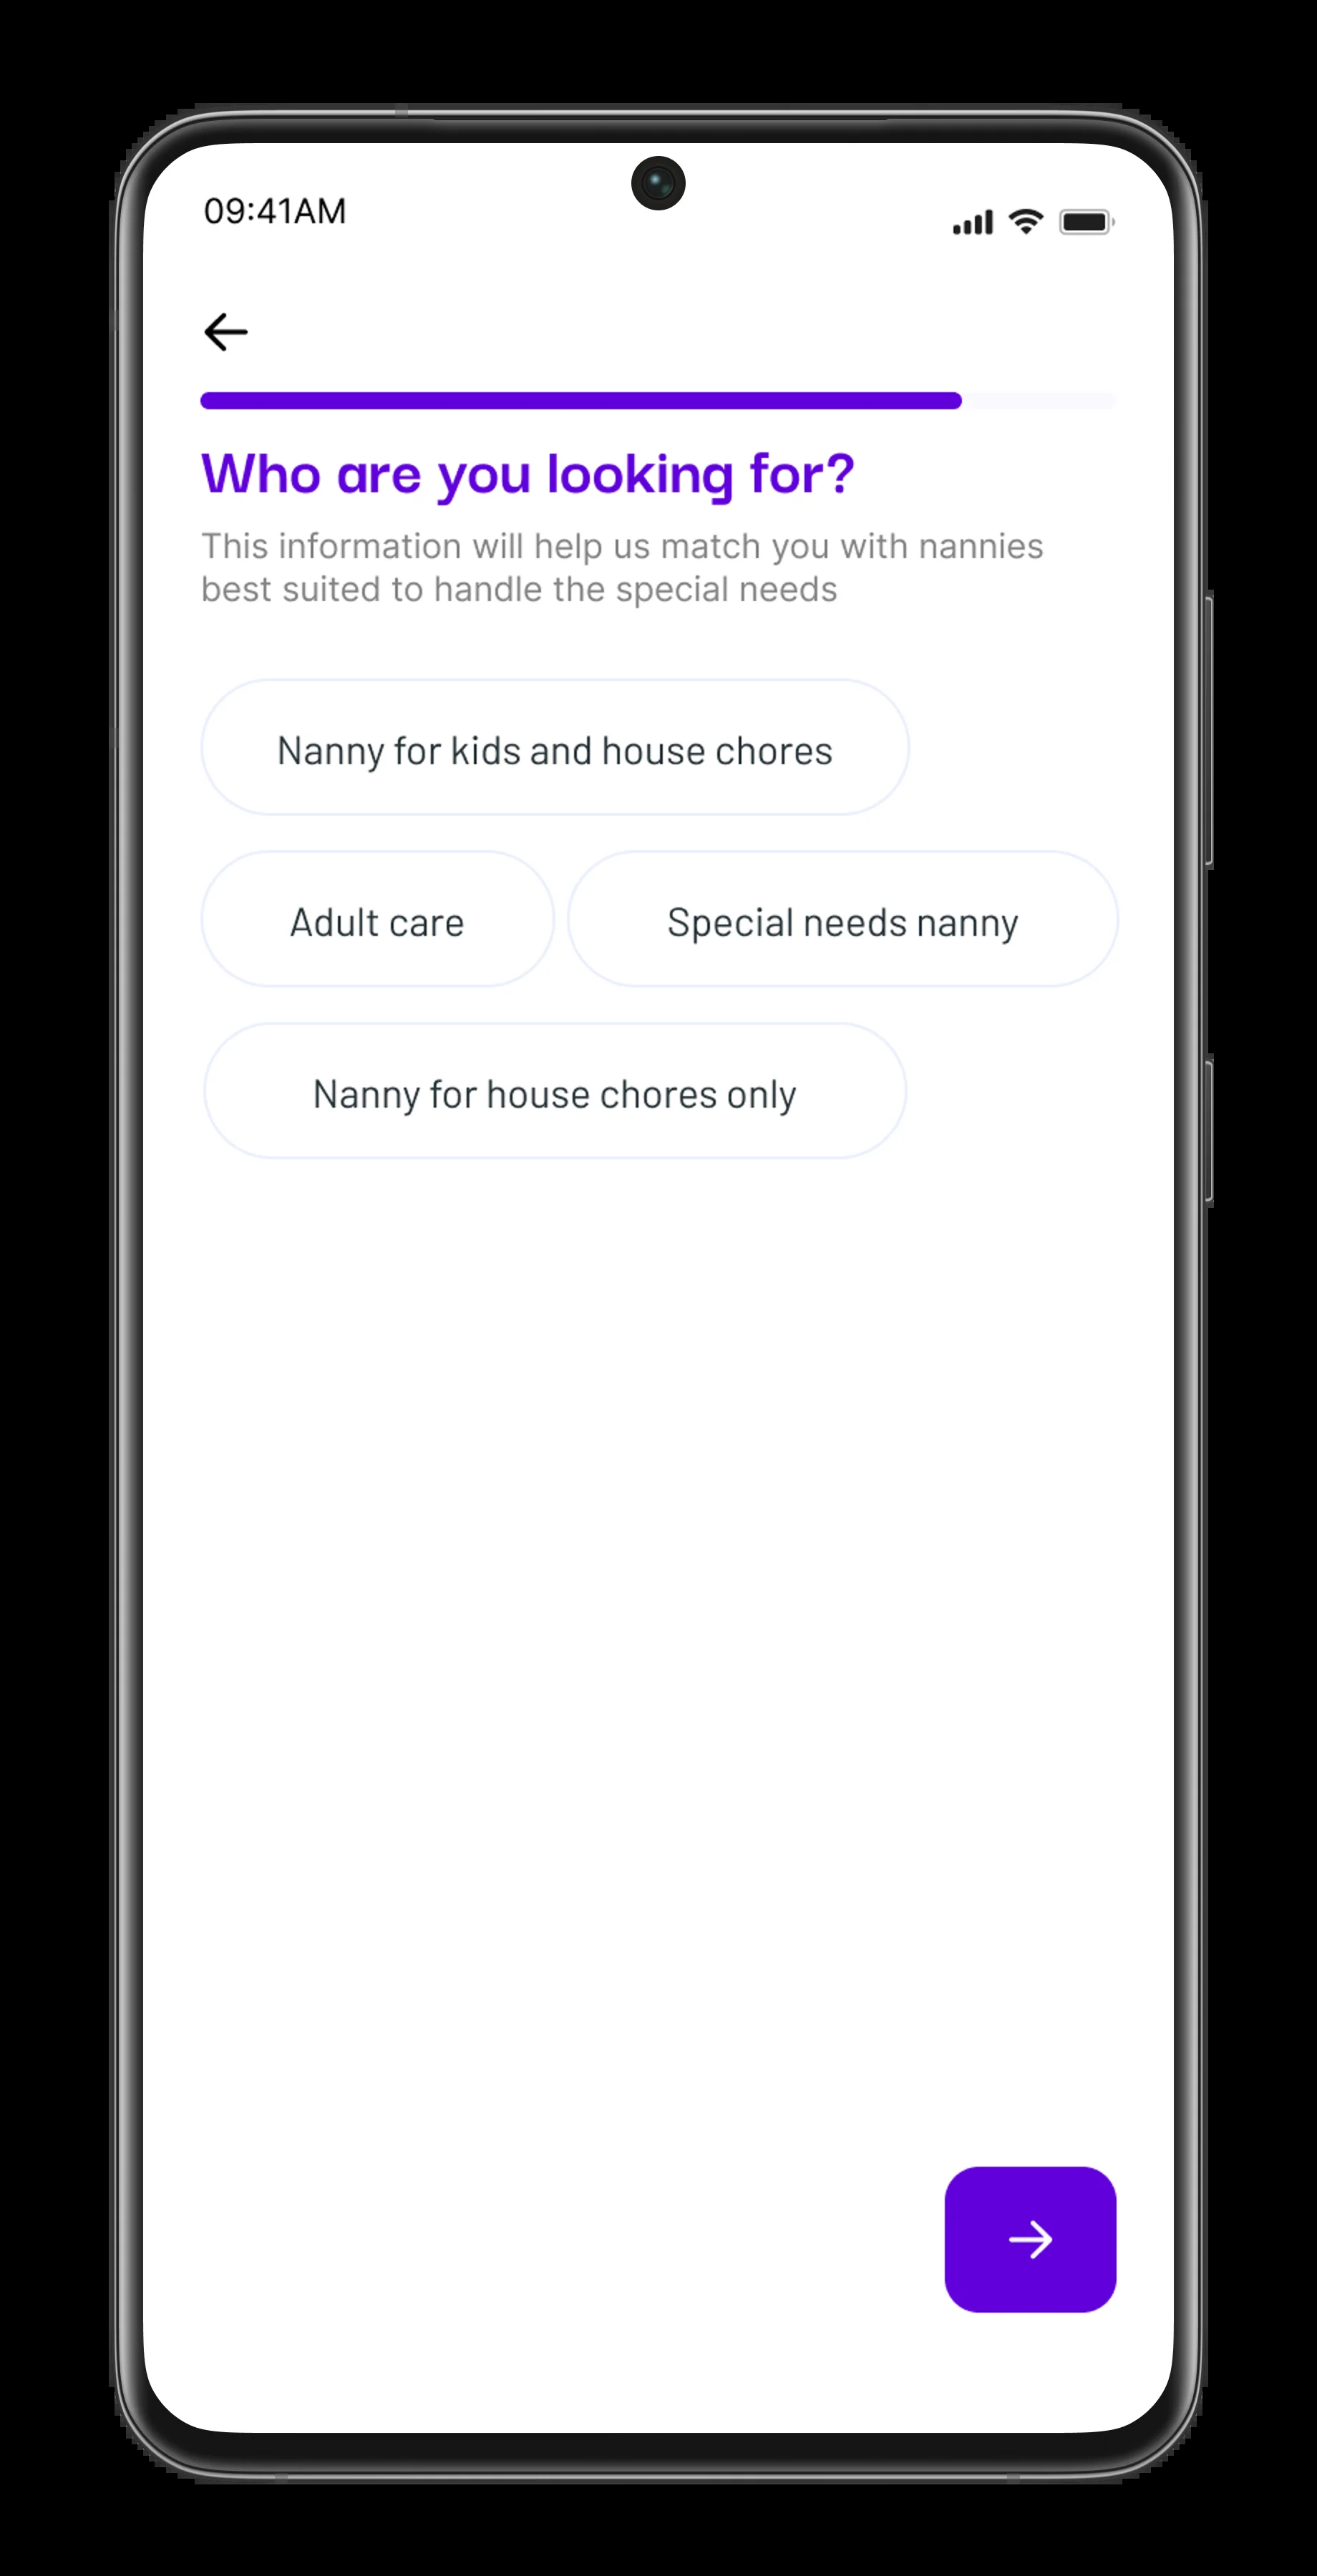 09:41AM
Who are you looking for?
This information will help us match you with nannies
best suited to handle the special needs
Nanny for kids and house chores
Adult care
Special needs nanny
Nanny for house chores only